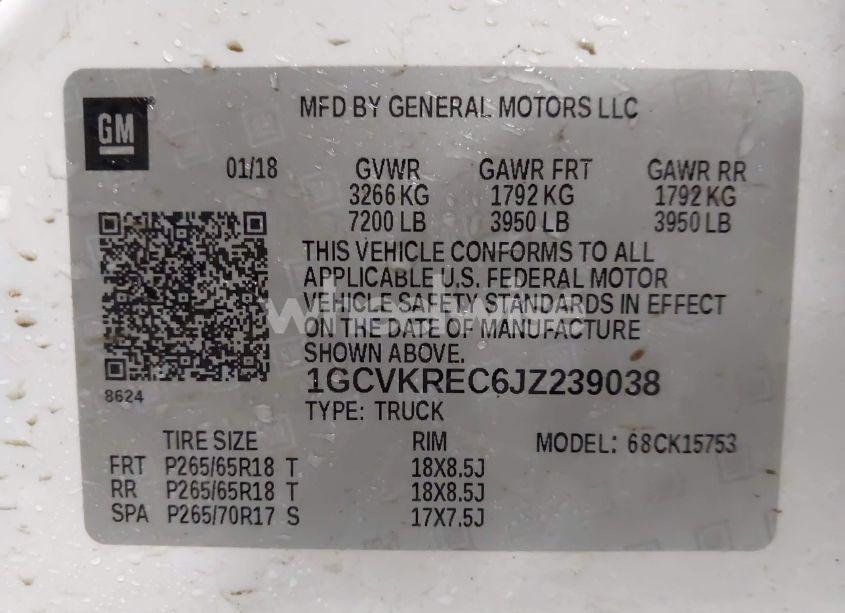 MFD BY GENERAL MOTORS LLC
GM
01/18 GVWR GAWR FRT GAWR RR
3266 KG 1792 KG 1792 KG
7200 LB 3950 LB 3950 LB
THIS VEHICLE CONFORMS TO ALL
APPLICABLE U.S. FEDERAL MOTOR
VEHICLE SAFETY STANDARDS IN EFFECT
ON THE DATE OF MANUFACTURE
SHOWN ABOVE.
1GCVKREC6JZ239038
8624
TYPE: TRUCK
TIRE SIZE RIM MODEL: 68CK15753
FRT P265/65R18 T 18X8.5J
RR P265/65R18 T 18X8.5J
SPA P265/70R17 S 17X7.5J